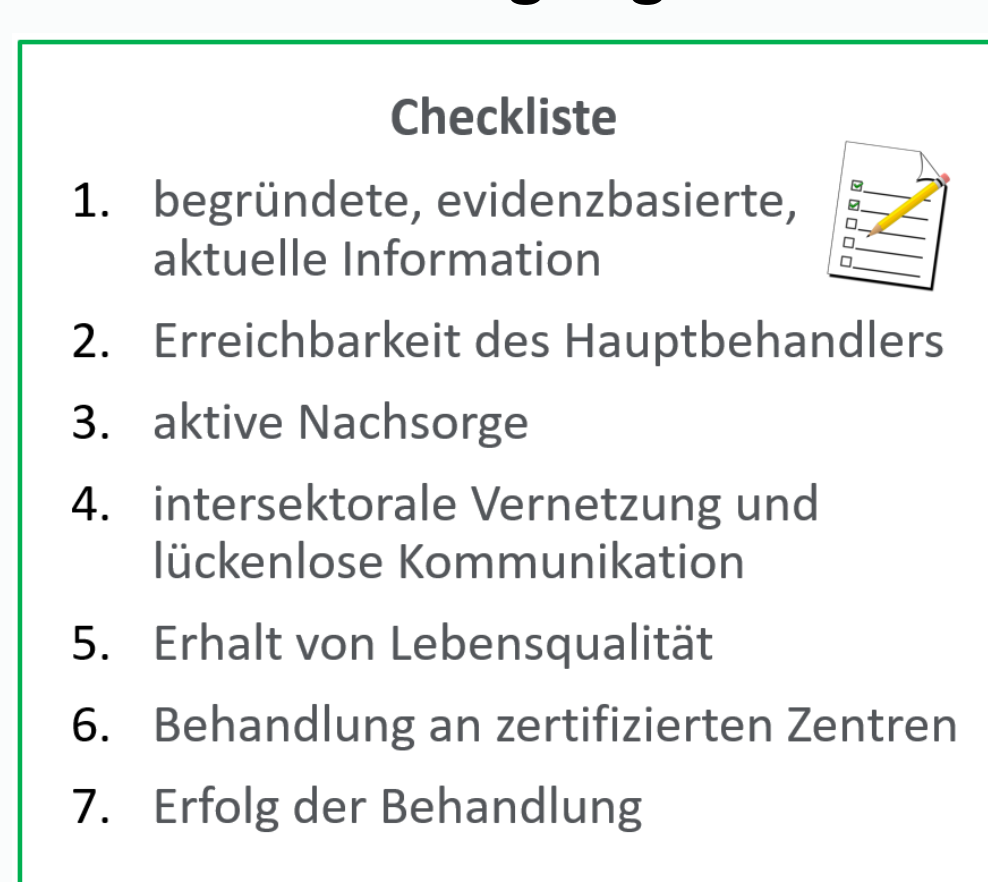 Checkliste
1. begründete, evidenzbasierte,
aktuelle Information
2. Erreichbarkeit des Hauptbehandlers
3. aktive Nachsorge
4. intersektorale Vernetzung und
lückenlose Kommunikation
5. Erhalt von Lebensqualität
6. Behandlung an zertifizierten Zentren
7. Erfolg der Behandlung